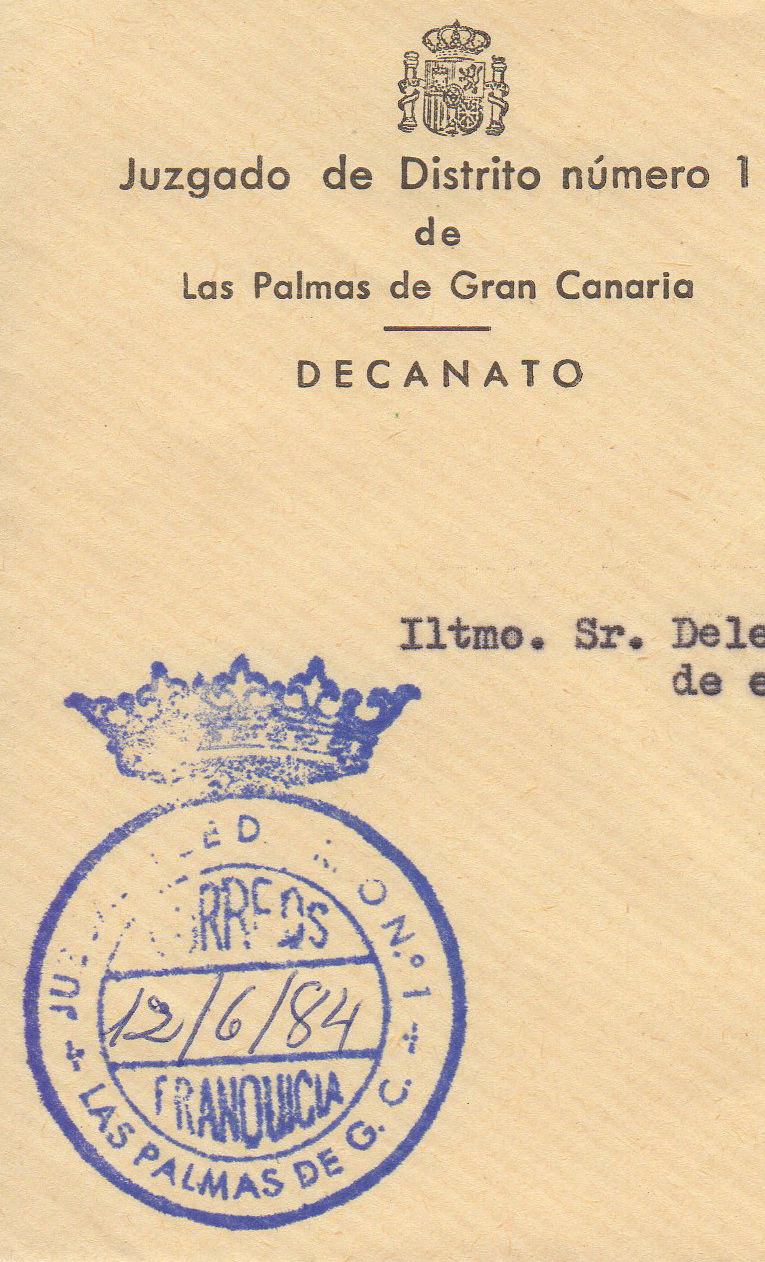 Juzgado de Distrito número 1
de
Las Palmas de Gran Canaria
DECANATO
Iltmo. Sr. Dele
de e
N.º 1
12/6/84
FRANQUICIA
LAS PALMAS DE G. C.